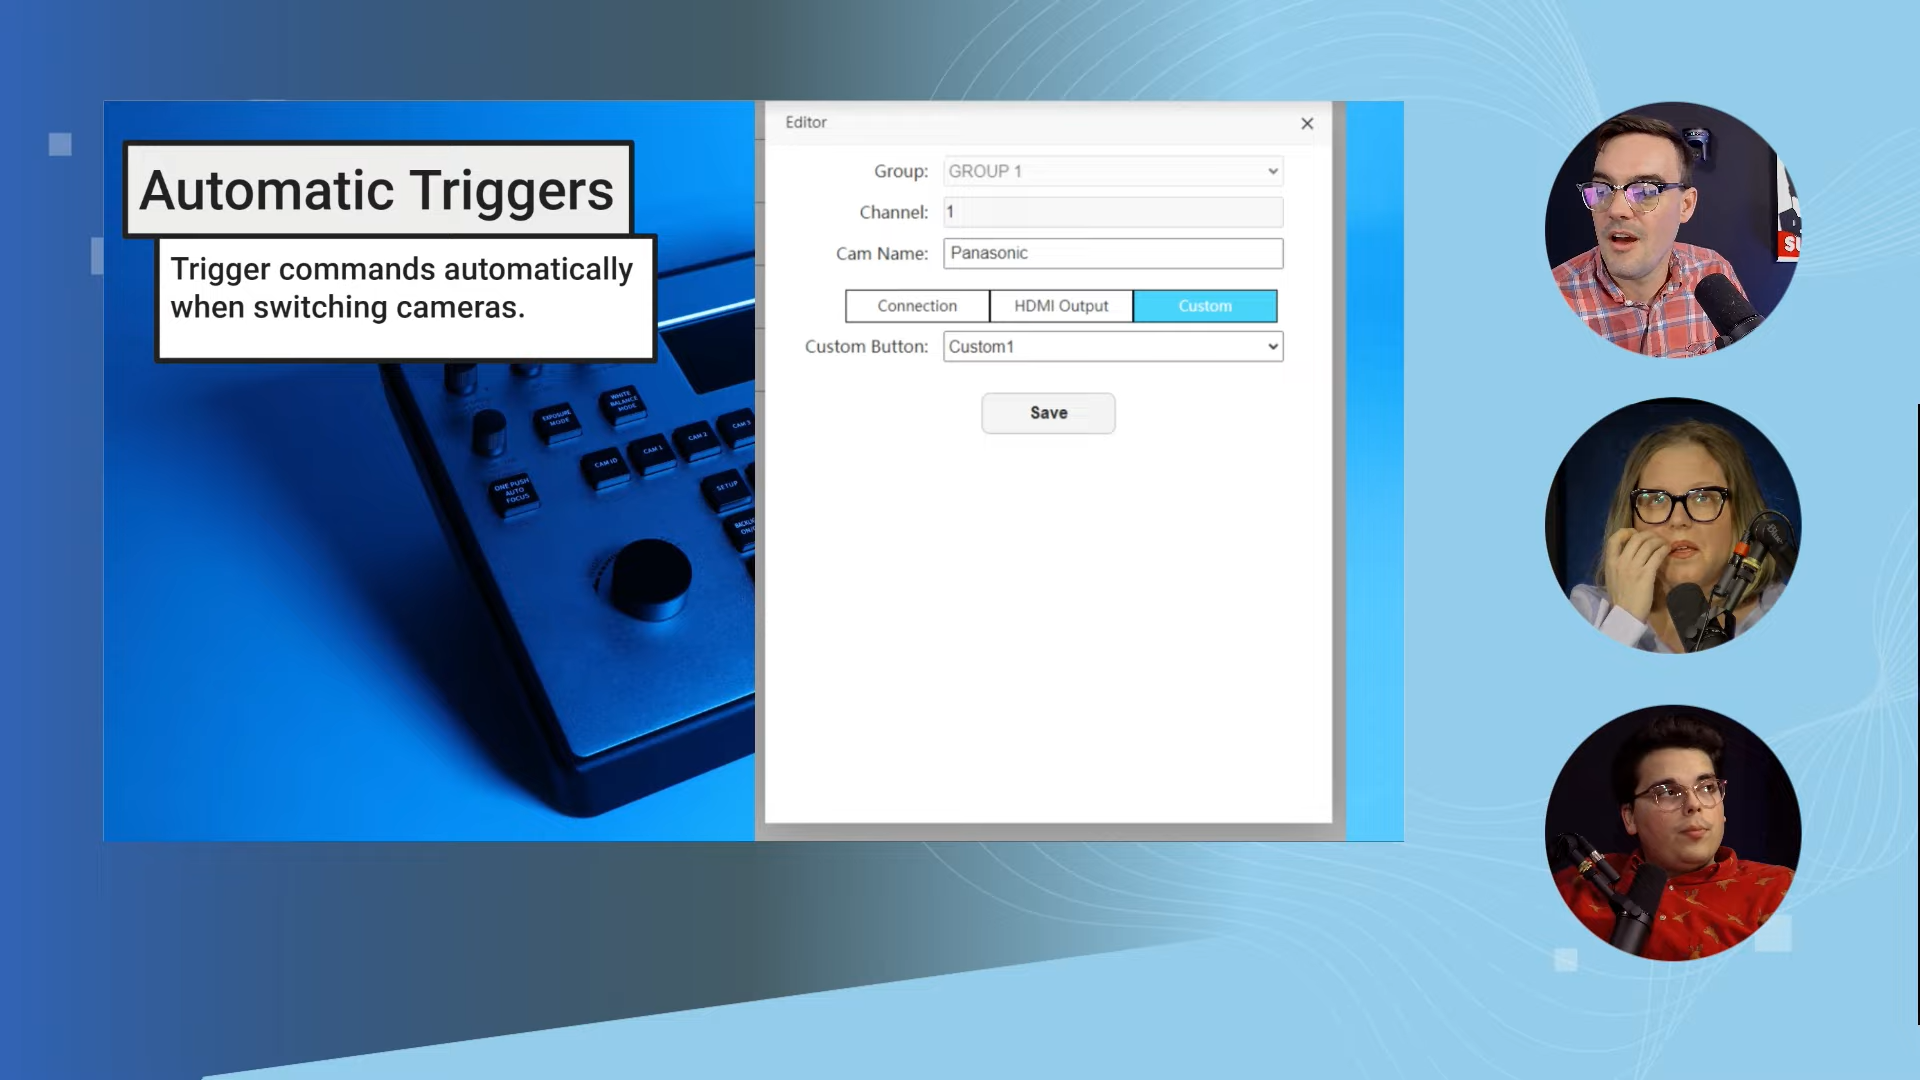 Automatic Triggers
Trigger commands automatically
when switching cameras.
EXPOSURE
MODE
WHITE
BALANCE
MODE
CAM ID
CAM 1
CAM 2
CAM 3
ONE PUSH
AUTO
FOCUS
SETUP
Editor
Group: GROUP 1
Channel: 1
Cam Name: Panasonic
Connection HDMI Output Custom
Custom Button: Custom1
Save